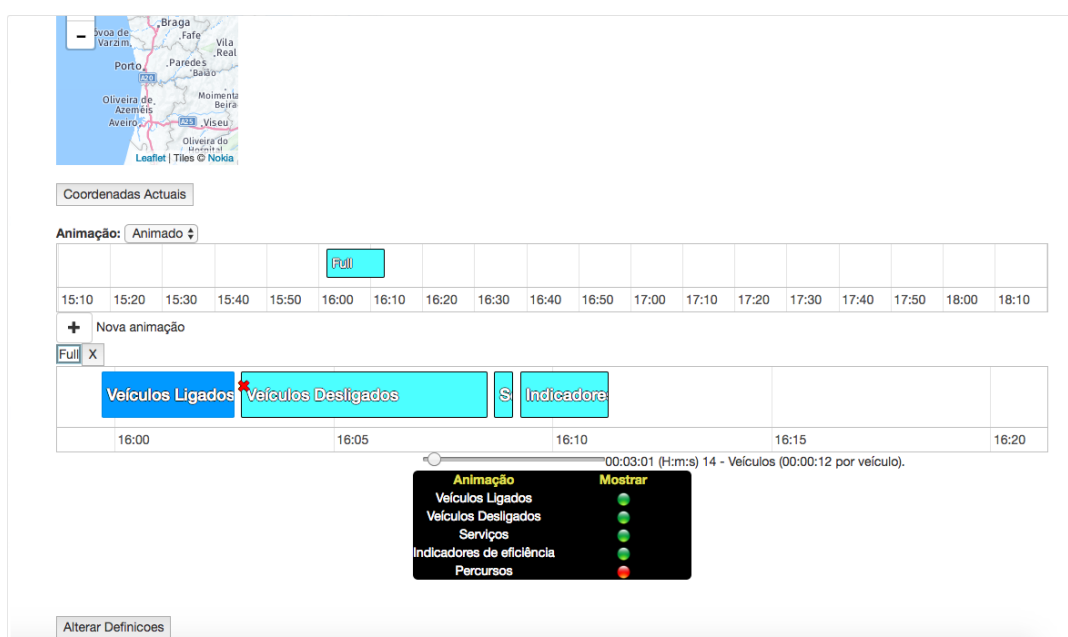 Braga
Póvoa de Varzim
Fafe
Vila Real
Porto
Paredes
Baião
A20
Oliveira de Azeméis
Moimenta Beira
Aveiro
A25
Viseu
Oliveira do Hospital
Leaflet | Tiles © Nokia
Coordenadas Actuais
Animação: Animado
Full
15:10 15:20 15:30 15:40 15:50 16:00 16:10 16:20 16:30 16:40 16:50 17:00 17:10 17:20 17:30 17:40 17:50 18:00 18:10
+ Nova animação
Full X
Veículos Ligados Veículos Desligados S Indicadores
16:00 16:05 16:10 16:15 16:20
00:03:01 (H:m:s) 14 - Veículos (00:00:12 por veículo).
Animação Mostrar
Veículos Ligados
Veículos Desligados
Serviços
Indicadores de eficiência
Percursos
Alterar Definicoes